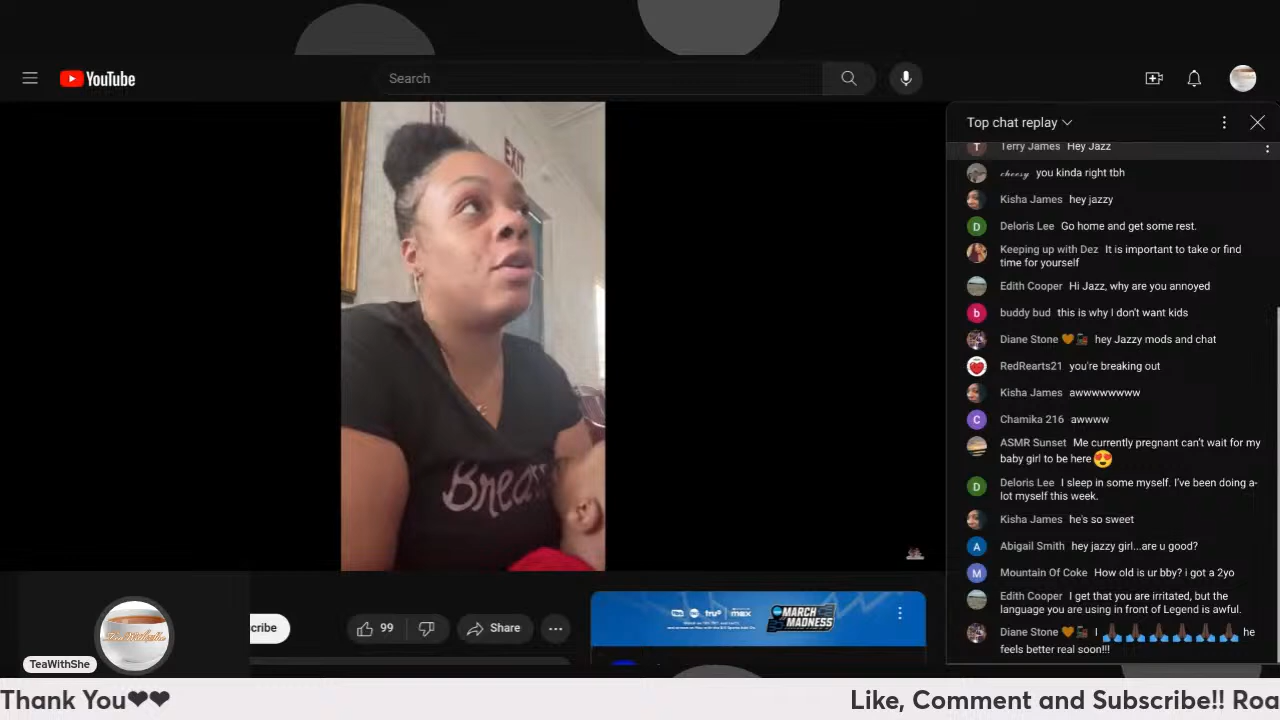 YouTube
Search
EXIT
Brea
Top chat replay
Terry James Hey Jazz
cheesy you kinda right tbh
Kisha James hey jazzy
D Deloris Lee Go home and get some rest.
Keeping up with Dez It is important to take or find
time for yourself
Edith Cooper Hi Jazz, why are you annoyed
b buddy bud this is why I don't want kids
Diane Stone 🧡 hey Jazzy mods and chat
RedRearts21 you're breaking out
Kisha James awwwwwwww
C Chamika 216 awwww
ASMR Sunset Me currently pregnant can't wait for my
baby girl to be here😍
D Deloris Lee I sleep in some myself. I've been doing a-
lot myself this week.
Kisha James he's so sweet
A Abigail Smith hey jazzy girl...are u good?
M Mountain Of Coke How old is ur bby? i got a 2yo
Edith Cooper I get that you are irritated, but the
language you are using in front of Legend is awful.
Diane Stone 🧡 I 🙏🏿🙏🏿🙏🏿🙏🏿🙏🏿🙏🏿 he
feels better real soon!!!
TeaWithShe
TeaWithShe
cribe
99
Share
tru
max
MARCH
MADNESS
Thank You❤❤
Like, Comment and Subscribe!! Roa